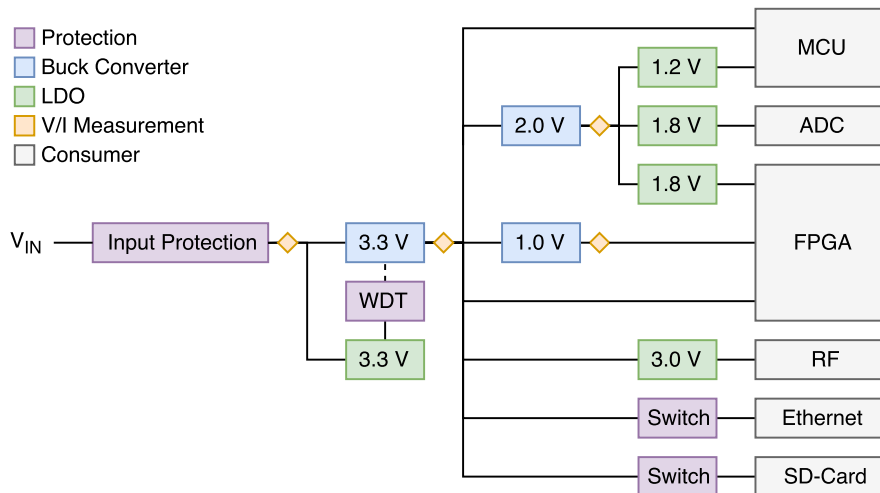 Protection
Buck Converter
LDO
V/I Measurement
Consumer
MCU
1.2 V
2.0 V
1.8 V
ADC
1.8 V
V_IN
Input Protection
3.3 V
1.0 V
FPGA
WDT
3.3 V
3.0 V
RF
Switch
Ethernet
Switch
SD-Card